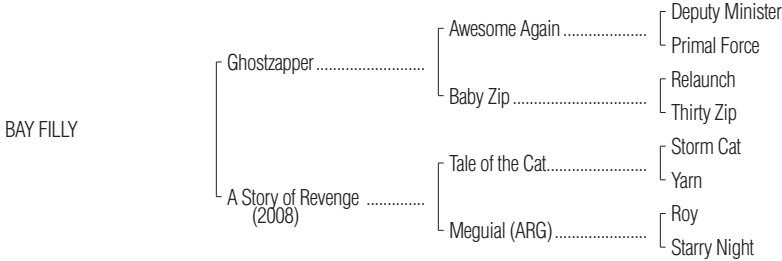 Deputy Minister
Awesome Again ....................
Primal Force
Ghostzapper ..........................
Relaunch
Baby Zip ................................
Thirty Zip
BAY FILLY
Storm Cat
Tale of the Cat........................
Yarn
A Story of Revenge ..............
(2008)
Roy
Meguial (ARG) ......................
Starry Night